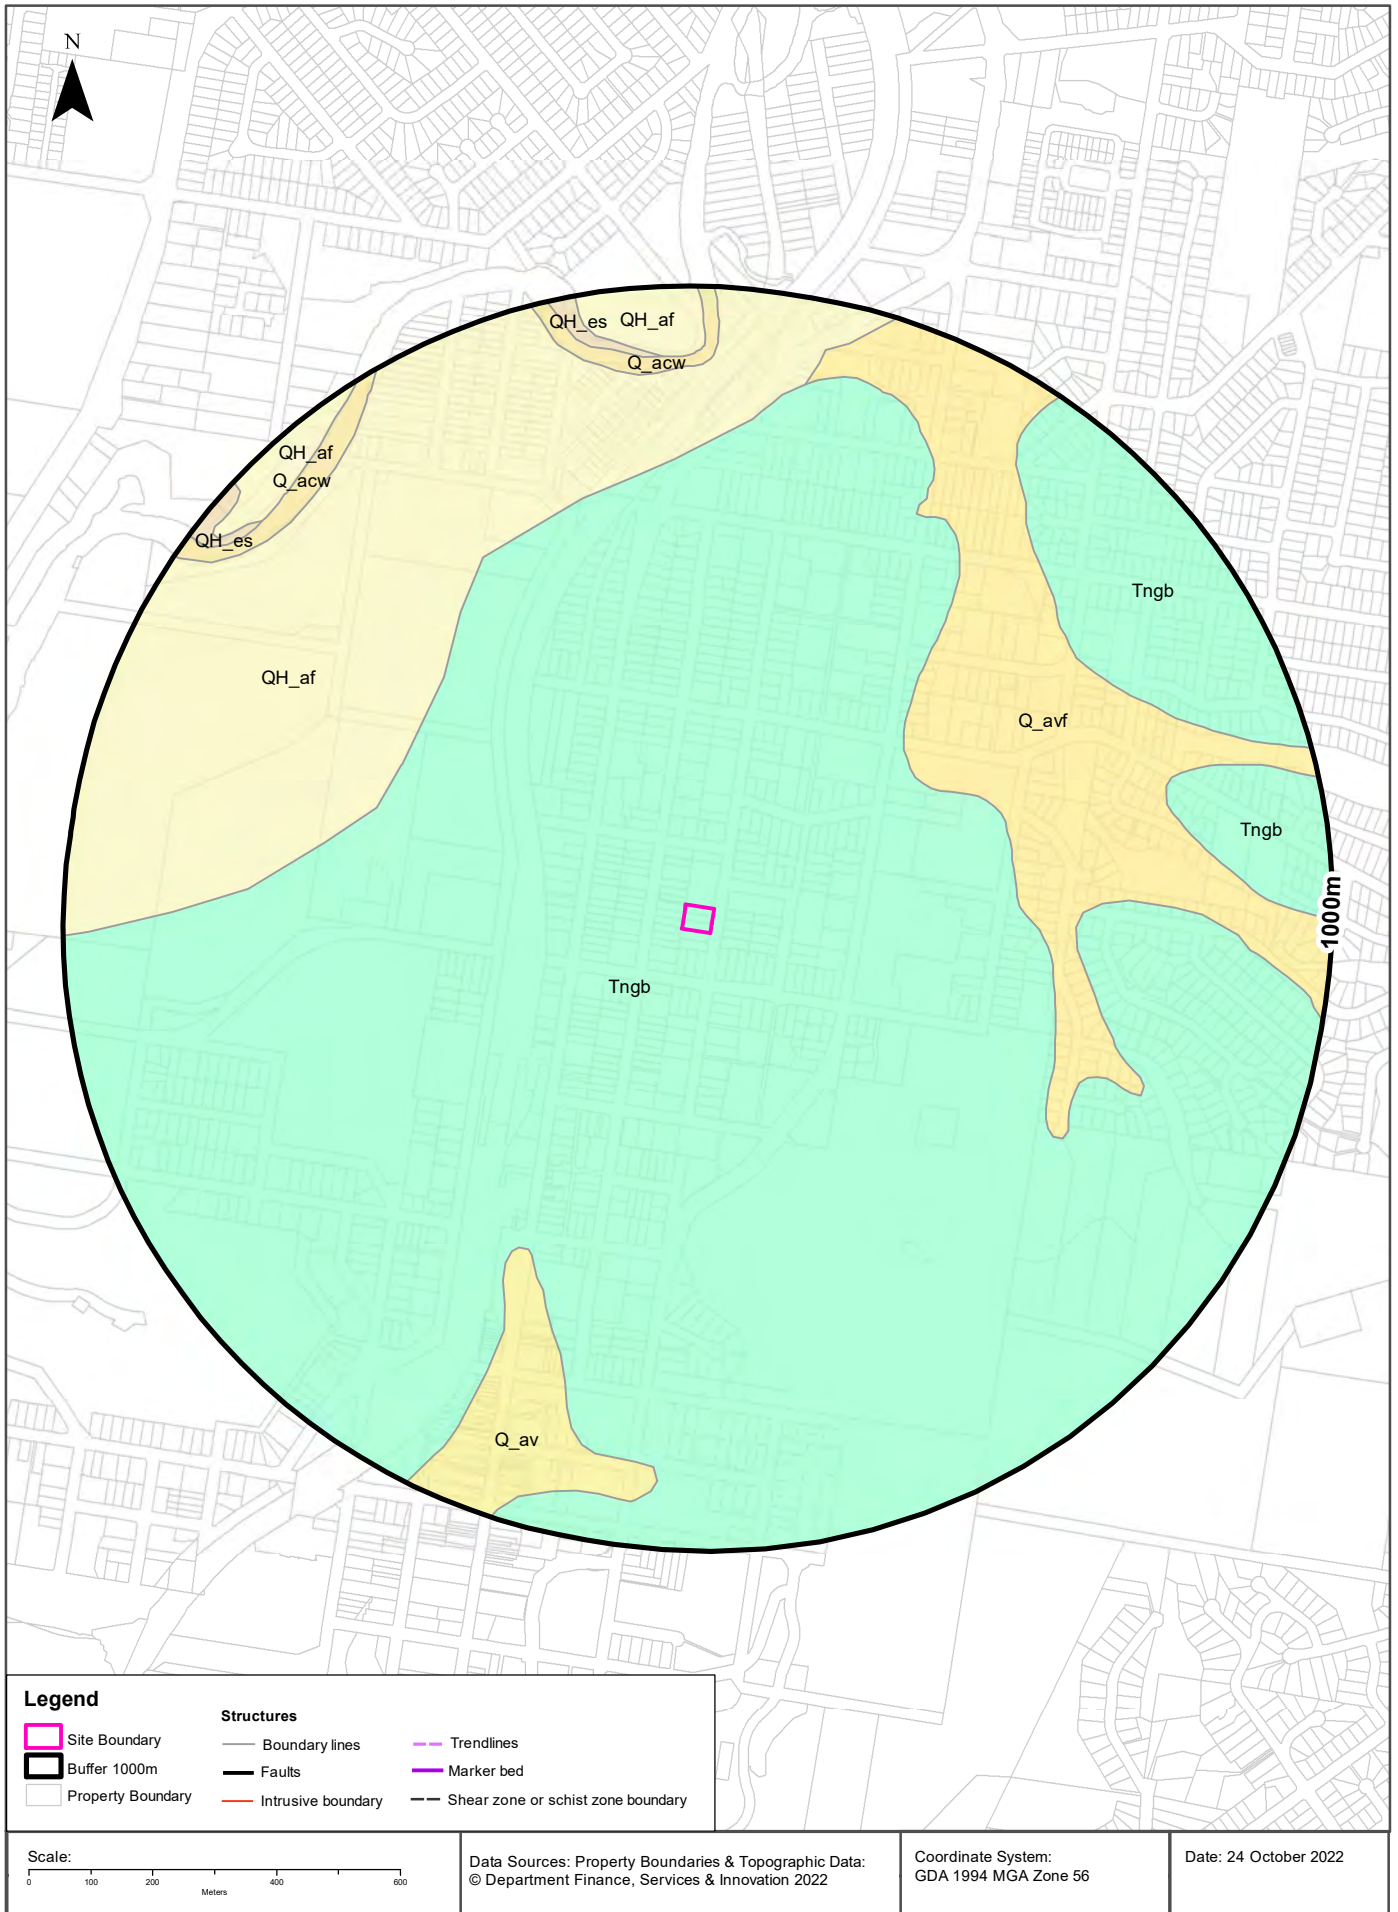 N
QH_es
QH_af
Q_acw
QH_af
Q_acw
QH_es
Tngb
QH_af
Q_avf
Tngb
1000m
Tngb
Q_av
Legend
Site Boundary
Buffer 1000m
Property Boundary
Structures
Boundary lines
Faults
Intrusive boundary
Trendlines
Marker bed
Shear zone or schist zone boundary
Scale:
0 100 200 400 600
Meters
Data Sources: Property Boundaries & Topographic Data:
© Department Finance, Services & Innovation 2022
Coordinate System:
GDA 1994 MGA Zone 56
Date: 24 October 2022